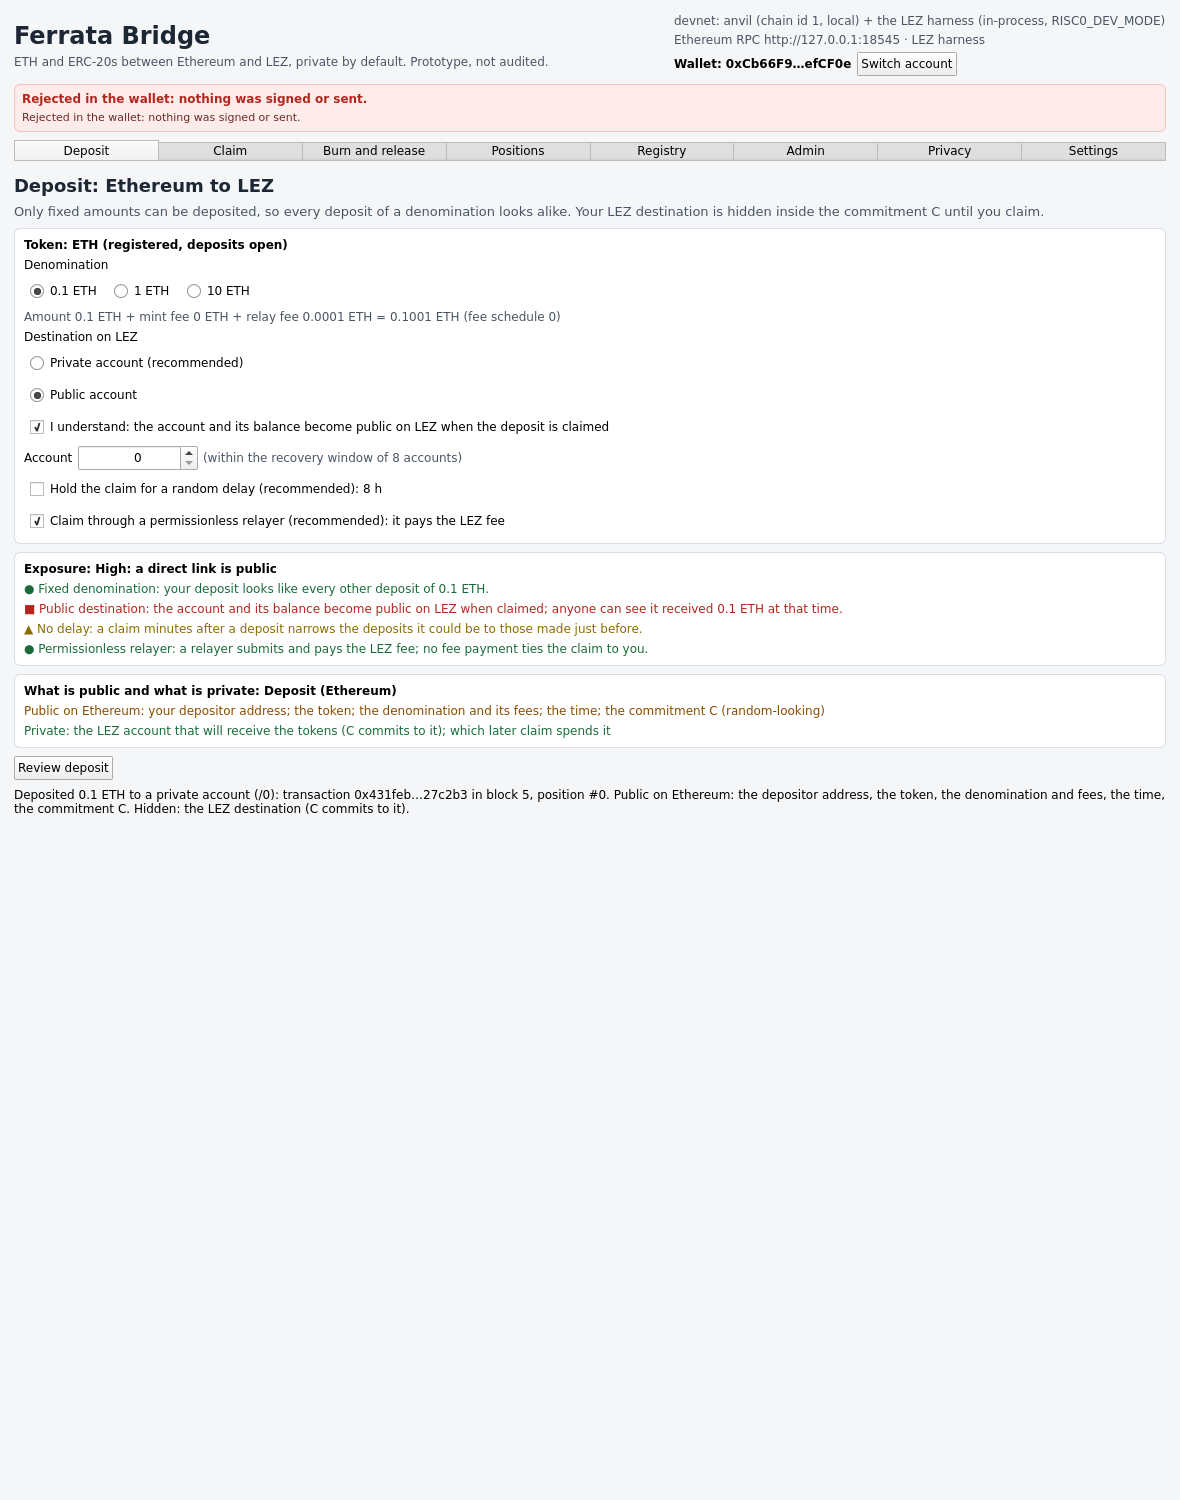 Ferrata Bridge
ETH and ERC-20s between Ethereum and LEZ, private by default. Prototype, not audited.
devnet: anvil (chain id 1, local) + the LEZ harness (in-process, RISC0_DEV_MODE)
Ethereum RPC http://127.0.0.1:18545 · LEZ harness
Wallet: 0xCb66F9…efCF0e Switch account
Rejected in the wallet: nothing was signed or sent.
Rejected in the wallet: nothing was signed or sent.
Deposit Claim Burn and release Positions Registry Admin Privacy Settings
Deposit: Ethereum to LEZ
Only fixed amounts can be deposited, so every deposit of a denomination looks alike. Your LEZ destination is hidden inside the commitment C until you claim.
Token: ETH (registered, deposits open)
Denomination
0.1 ETH 1 ETH 10 ETH
Amount 0.1 ETH + mint fee 0 ETH + relay fee 0.0001 ETH = 0.1001 ETH (fee schedule 0)
Destination on LEZ
Private account (recommended)
Public account
I understand: the account and its balance become public on LEZ when the deposit is claimed
Account 0 (within the recovery window of 8 accounts)
Hold the claim for a random delay (recommended): 8 h
Claim through a permissionless relayer (recommended): it pays the LEZ fee
Exposure: High: a direct link is public
● Fixed denomination: your deposit looks like every other deposit of 0.1 ETH.
■ Public destination: the account and its balance become public on LEZ when claimed; anyone can see it received 0.1 ETH at that time.
▲ No delay: a claim minutes after a deposit narrows the deposits it could be to those made just before.
● Permissionless relayer: a relayer submits and pays the LEZ fee; no fee payment ties the claim to you.
What is public and what is private: Deposit (Ethereum)
Public on Ethereum: your depositor address; the token; the denomination and its fees; the time; the commitment C (random-looking)
Private: the LEZ account that will receive the tokens (C commits to it); which later claim spends it
Review deposit
Deposited 0.1 ETH to a private account (/0): transaction 0x431feb…27c2b3 in block 5, position #0. Public on Ethereum: the depositor address, the token, the denomination and fees, the time,
the commitment C. Hidden: the LEZ destination (C commits to it).